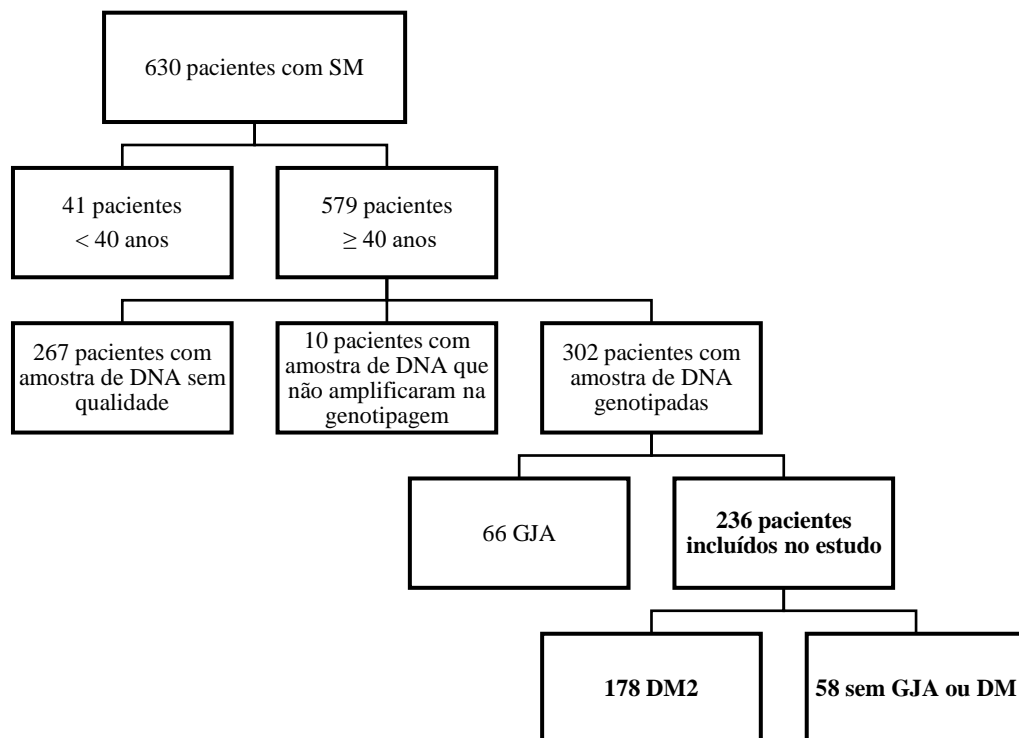 630 pacientes com SM
41 pacientes
< 40 anos
579 pacientes
≥ 40 anos
267 pacientes com
amostra de DNA sem
qualidade
10 pacientes com
amostra de DNA que
não amplificaram na
genotipagem
302 pacientes com
amostra de DNA
genotipadas
66 GJA
236 pacientes
incluídos no estudo
178 DM2
58 sem GJA ou DM